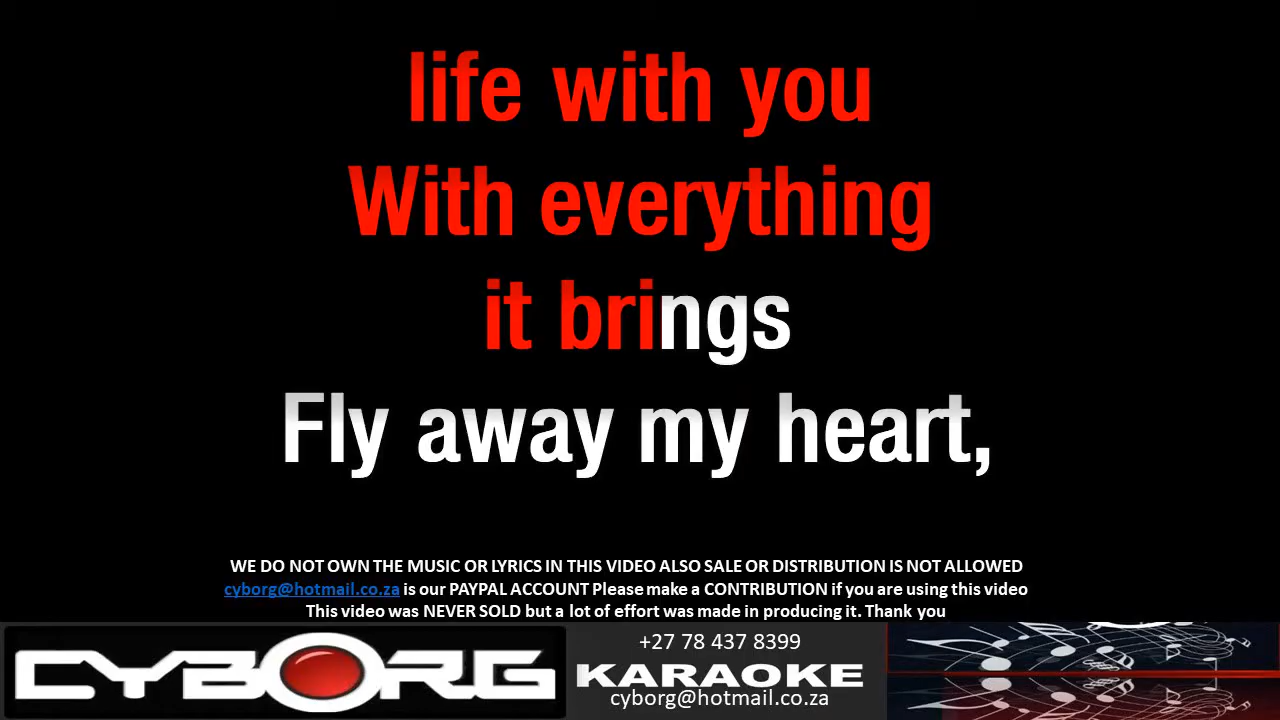 life with you
With everything
it brings
Fly away my heart,
WE DO NOT OWN THE MUSIC OR LYRICS IN THIS VIDEO ALSO SALE OR DISTRIBUTION IS NOT ALLOWED
cyborg@hotmail.co.za is our PAYPAL ACCOUNT Please make a CONTRIBUTION if you are using this video
This video was NEVER SOLD but a lot of effort was made in producing it. Thank you
CYBORG
+27 78 437 8399
KARAOKE
cyborg@hotmail.co.za